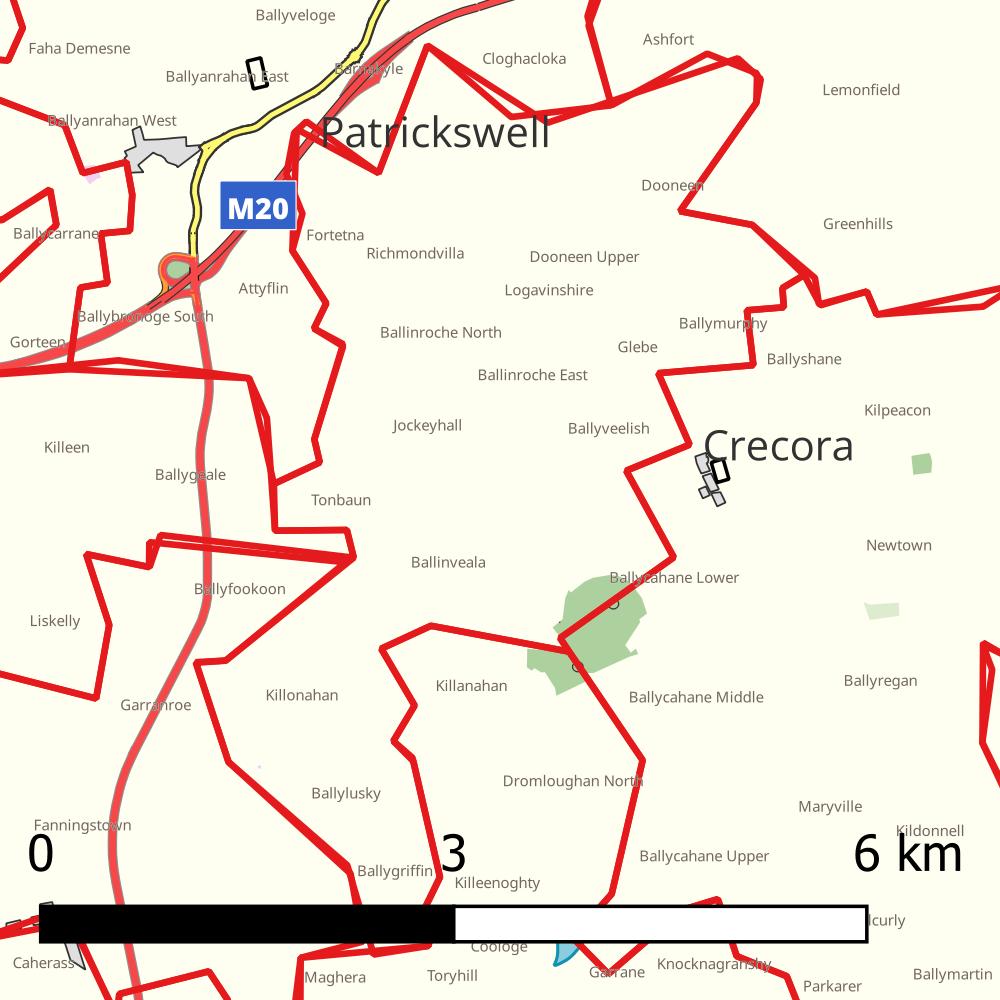 Ballyveloge
Faha Demesne
Ashfort
Cloghacloka
Barnakyle
Ballyanrahan East
Lemonfield
Ballyanrahan West
Patrickswell
Dooneen
M20
Greenhills
Ballycarrane
Fortetna
Richmondvilla
Dooneen Upper
Attyflin
Logavinshire
Ballybronoge South
Ballymurphy
Ballinroche North
Gorteen
Glebe
Ballyshane
Ballinroche East
Kilpeacon
Jockeyhall
Ballyveelish
Killeen
Crecora
Ballygeale
Tonbaun
Newtown
Ballinveala
Ballycahane Lower
Ballyfookoon
Liskelly
Ballyregan
Killanahan
Killonahan
Ballycahane Middle
Garranroe
Dromloughan North
Ballylusky
Maryville
Fanningstown
Kildonnell
0 3 6 km
Ballycahane Upper
Ballygriffin
Killeenoghty
lcurly
Coologe
Caherass
Knocknagranshy
Garrane
Maghera
Toryhill
Ballymartin
Parkarer